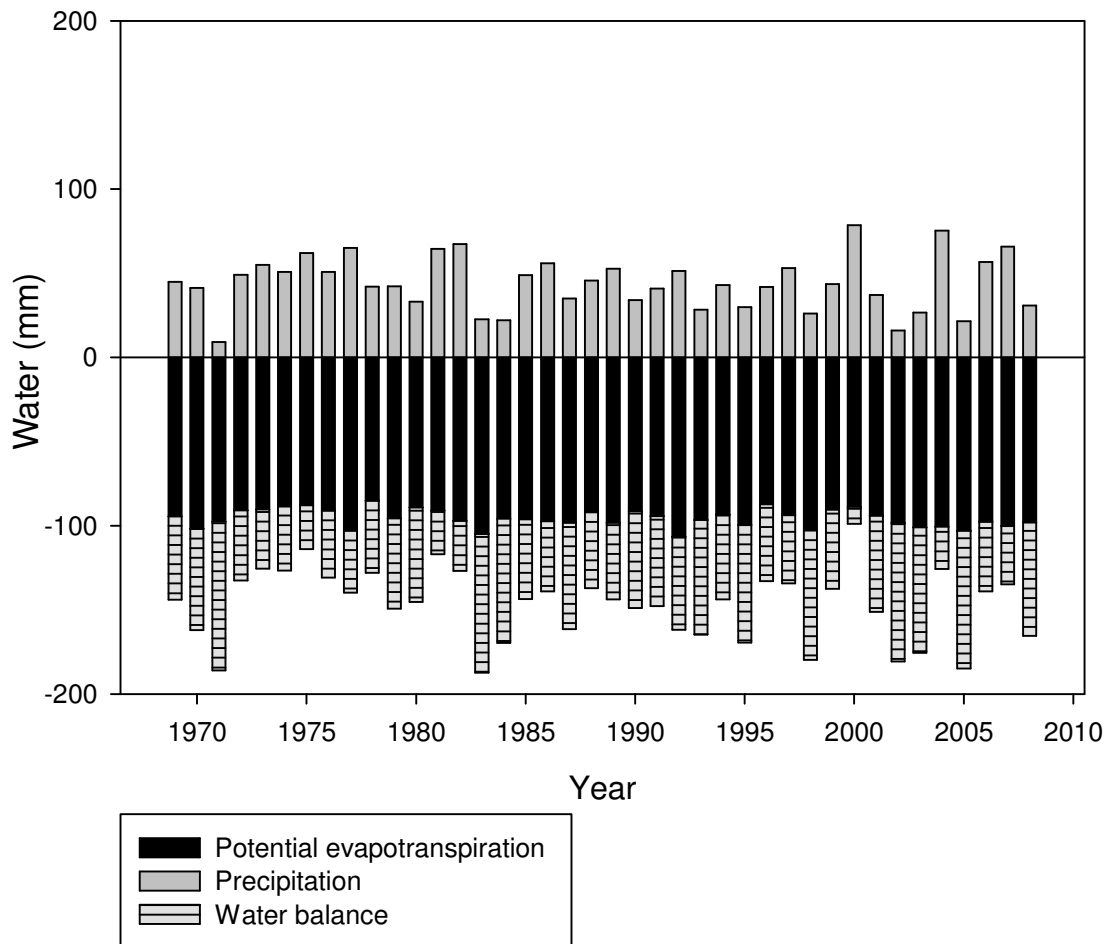 200
100
0
-100
-200
Water (mm)
1970 1975 1980 1985 1990 1995 2000 2005 2010
Year
Potential evapotranspiration
Precipitation
Water balance